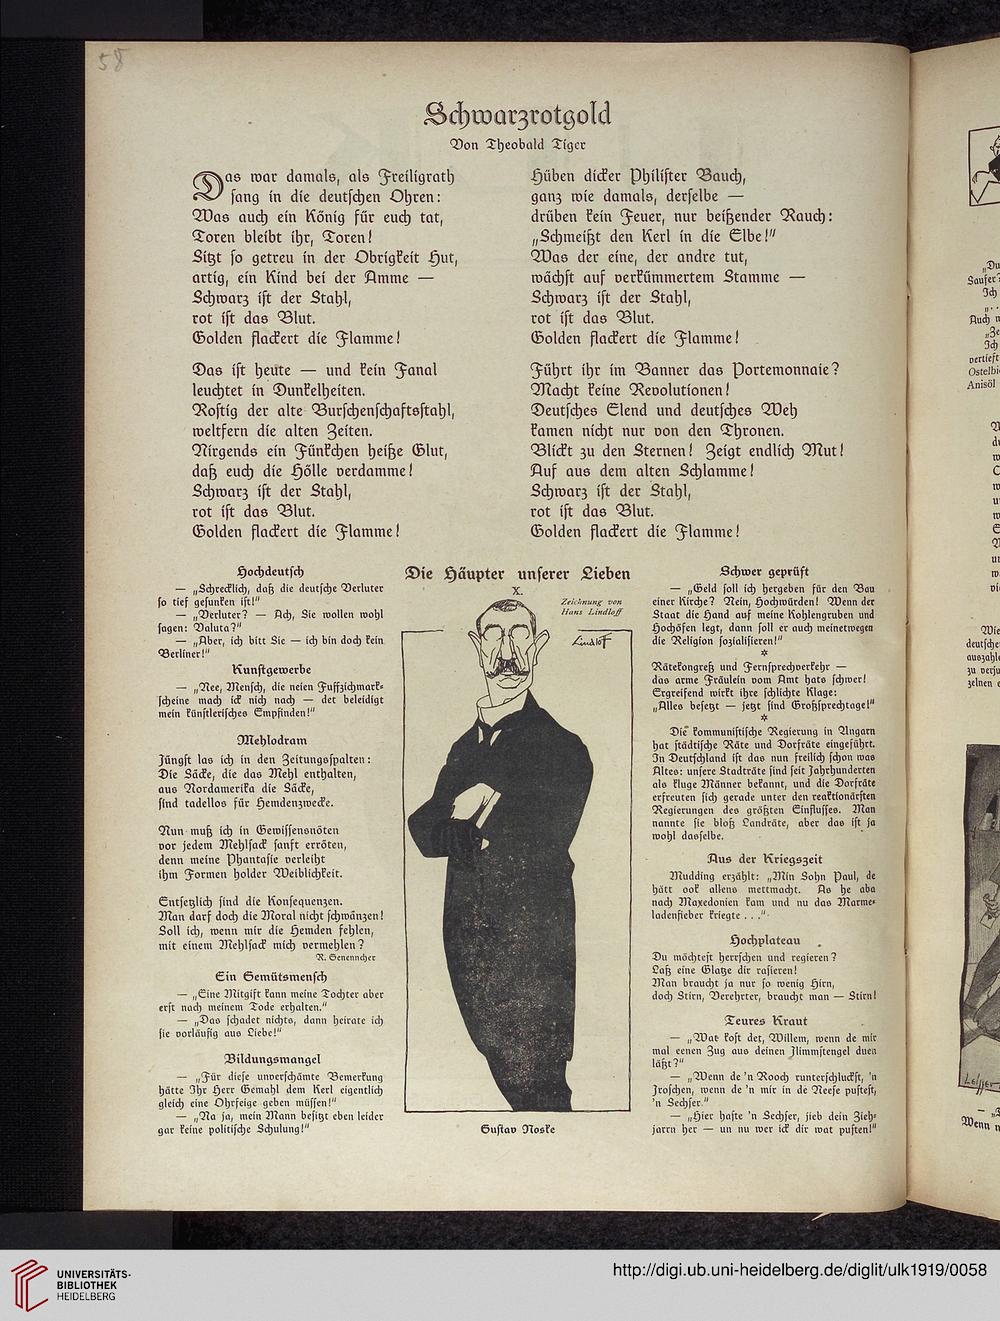 58
Schwarzrotgold
Von Theobald Tiger
Das war damals, als Freiligrath
sang in die deutschen Ohren:
Was auch ein König für euch tat,
Toren bleibt ihr, Toren!
Sitzt so getreu in der Obrigkeit Hut,
artig, ein Kind bei der Amme —
Schwarz ist der Stahl,
rot ist das Blut.
Golden flackert die Flamme!
Das ist heute — und kein Fanal
leuchtet in Dunkelheiten.
Rostig der alte Burschenschaftsstahl,
weltfern die alten Zeiten.
Nirgends ein Fünkchen heiße Glut,
daß euch die Hölle verdamme!
Schwarz ist der Stahl,
rot ist das Blut.
Golden flackert die Flamme!
Hüben dicker Philister Bauch,
ganz wie damals, derselbe —
drüben kein Feuer, nur beißender Rauch:
„Schmeißt den Kerl in die Elbe!"
Was der eine, der andre tut,
wächst auf verkümmertem Stamme —
Schwarz ist der Stahl,
rot ist das Blut.
Golden flackert die Flamme!
Führt ihr im Banner das Portemonnaie?
Macht keine Revolutionen!
Deutsches Elend und deutsches Weh
kamen nicht nur von den Thronen.
Blickt zu den Sternen! Zeigt endlich Mut!
Auf aus dem alten Schlamme!
Schwarz ist der Stahl,
rot ist das Blut.
Golden flackert die Flamme!
Hochdeutsch
— „Schrecklich, daß die deutsche Verluter
so tief gesunken ist!"
— „Verluter? — Ach, Sie wollen wohl
sagen: Valuta?"
— „Aber, ich bitt Sie — ich bin doch kein
Berliner!"
Kunstgewerbe
— „Nee, Mensch, die neien Fuffzichmark-
scheine mach ick nich nach — det beleidigt
mein künstlerisches Empfinden!"
Mehlodram
Jüngst las ich in den Zeitungsspalten:
Die Säcke, die das Mehl enthalten,
aus Nordamerika die Säcke,
sind tadellos für Hemdenzwecke.
Nun muß ich in Gewissensnöten
vor jedem Mehlsack sanft erröten,
denn meine Phantasie verleiht
ihm Formen holder Weiblichkeit.
Entsetzlich sind die Konsequenzen.
Man darf doch die Moral nicht schwänzen!
Soll ich, wenn mir die Hemden fehlen,
mit einem Mehlsack mich vermehlen?
R. Genenncher
Ein Gemütsmensch
— „Eine Mitgift kann meine Tochter aber
erst nach meinem Tode erhalten."
— „Das schadet nichts, dann heirate ich
sie vorläufig aus Liebe!"
Bildungsmangel
— „Für diese unverschämte Bemerkung
hätte Ihr Herr Gemahl dem Kerl eigentlich
gleich eine Ohrfeige geben müssen!"
— „Na ja, mein Mann besitzt eben leider
gar keine politische Schulung!"
Die Häupter unserer Lieben
X.
Zeichnung von
Hans Lindloff
Lindloff
Gustav Noske
Schwer geprüft
— „Geld soll ich hergeben für den Bau
einer Kirche? Nein, Hochwürden! Wenn der
Staat die Hand auf meine Kohlengruben und
Hochöfen legt, dann soll er auch meinetwegen
die Religion sozialisieren!"
*
Rätekongreß und Fernsprechverkehr —
das arme Fräulein vom Amt hats schwer!
Ergreifend wirkt ihre schlichte Klage:
„Alles besetzt — jetzt sind Großsprechtage!"
*
Die kommunistische Regierung in Ungarn
hat städtische Räte und Dorfräte eingeführt.
In Deutschland ist das nun freilich schon was
Altes: unsere Stadträte sind seit Jahrhunderten
als kluge Männer bekannt, und die Dorfräte
erfreuten sich gerade unter den reaktionärsten
Regierungen des größten Einflusses. Man
nannte sie bloß Landräte, aber das ist ja
wohl dasselbe.
Aus der Kriegszeit
Mudding erzählt: „Min Sohn Paul, de
hätt ook allens mettmacht. As he aba
nach Maxedonien kam und nu das Marme-
ladenfieber kriegte . . ."
Hochplateau
Du möchtest herrschen und regieren?
Laß eine Glatze dir rasieren!
Man braucht ja nur so wenig Hirn,
doch Stirn, Verehrter, braucht man — Stirn!
Teures Kraut
— „Wat kost det, Willem, wenn de mir
mal eenen Zug aus deinen Jlimmstengel duen
läßt?"
— „Wenn de 'n Rooch runterschluckst, 'n
Jroschen, wenn de 'n mir in de Neese pustest,
'n Sechser."
— „Hier haste 'n Sechser, jieb dein Zieh-
jarrn her — un nu wer ick dir wat pusten!"
UNIVERSITÄTS-
BIBLIOTHEK
HEIDELBERG
http://digi.ub.uni-heidelberg.de/diglit/ulk1919/0058